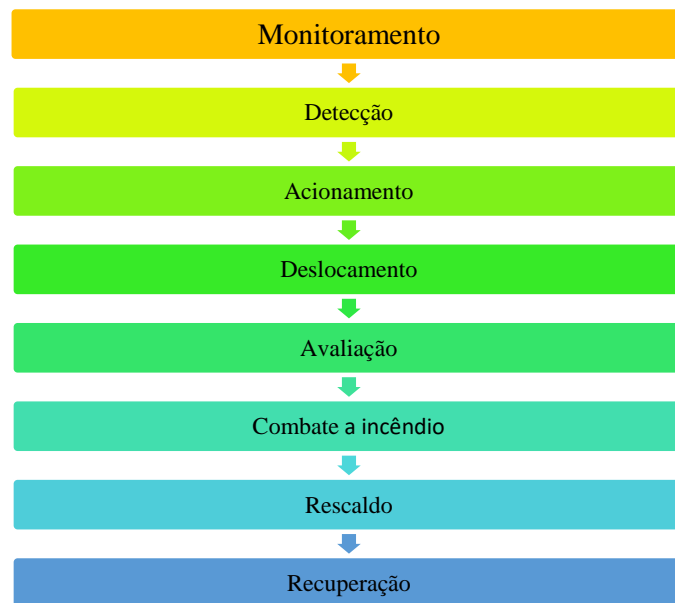 Monitoramento
Detecção
Acionamento
Deslocamento
Avaliação
Combate a incêndio
Rescaldo
Recuperação